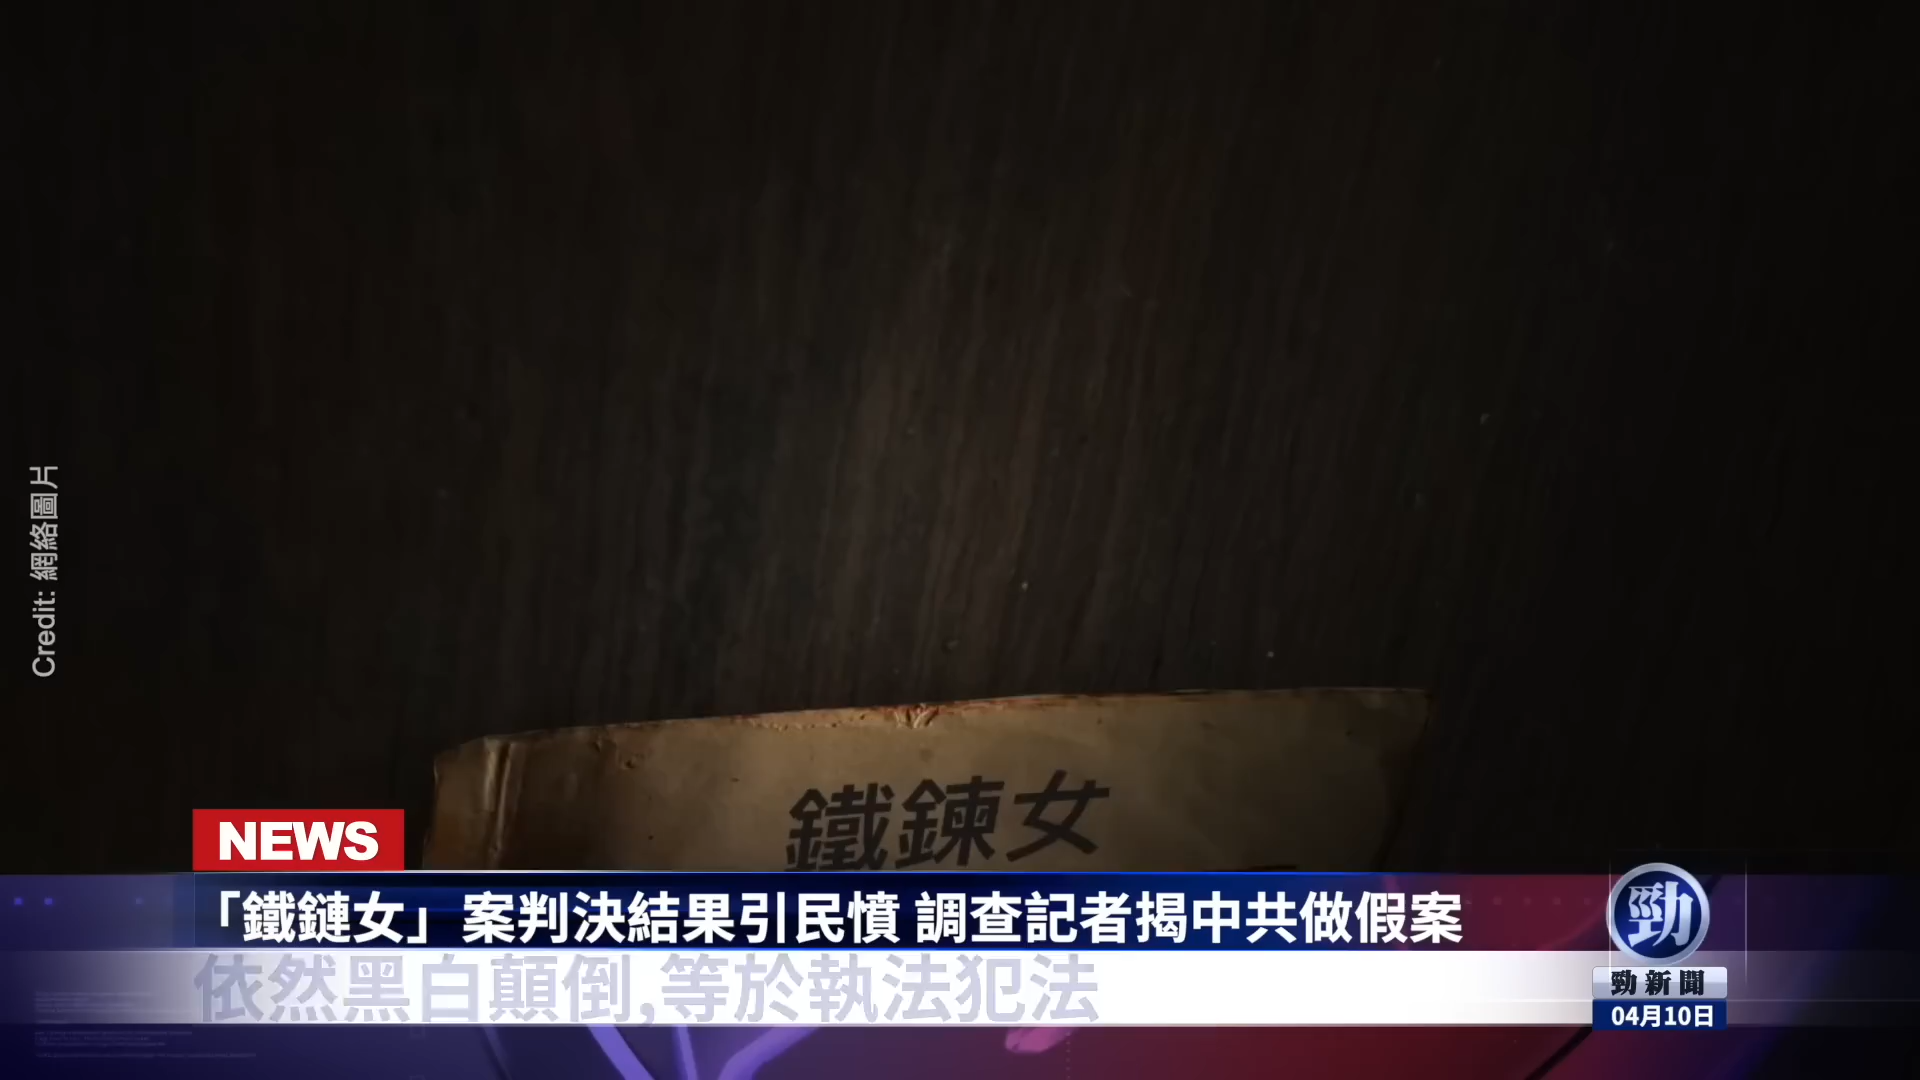 Credit: 網絡圖片
鐵鍊女
NEWS
「鐵鏈女」案判決結果引民憤 調查記者揭中共做假案
依然黑白顛倒,等於執法犯法
勁
勁新聞
04月10日